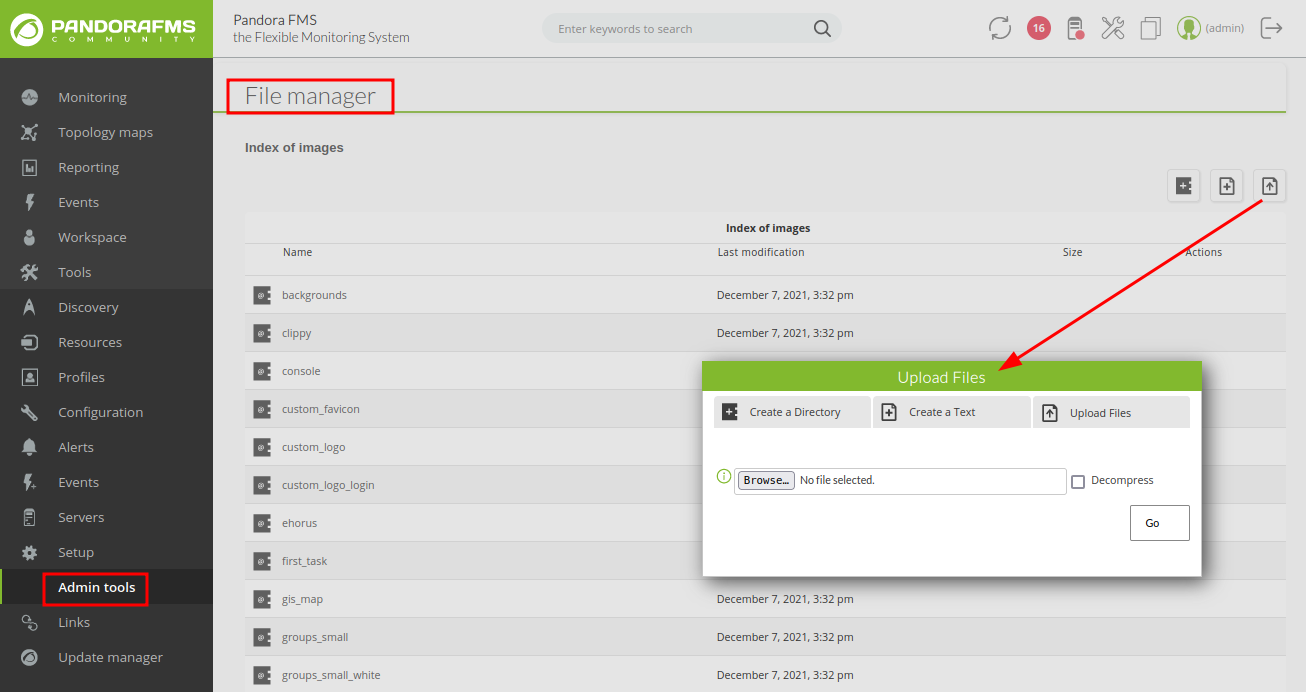 PANDORAFMS
COMMUNITY
Pandora FMS
the Flexible Monitoring System
Enter keywords to search
16
(admin)
Monitoring
Topology maps
Reporting
Events
Workspace
Tools
Discovery
Resources
Profiles
Configuration
Alerts
Events
Servers
Setup
Admin tools
Links
Update manager
File manager
Index of images
Index of images
Name Last modification Size Actions
backgrounds December 7, 2021, 3:32 pm
clippy December 7, 2021, 3:32 pm
console
custom_favicon
custom_logo
custom_logo_login
ehorus
first_task
gis_map December 7, 2021, 3:32 pm
groups_small December 7, 2021, 3:32 pm
groups_small_white December 7, 2021, 3:32 pm
Upload Files
Create a Directory Create a Text Upload Files
Browse... No file selected. Decompress
Go